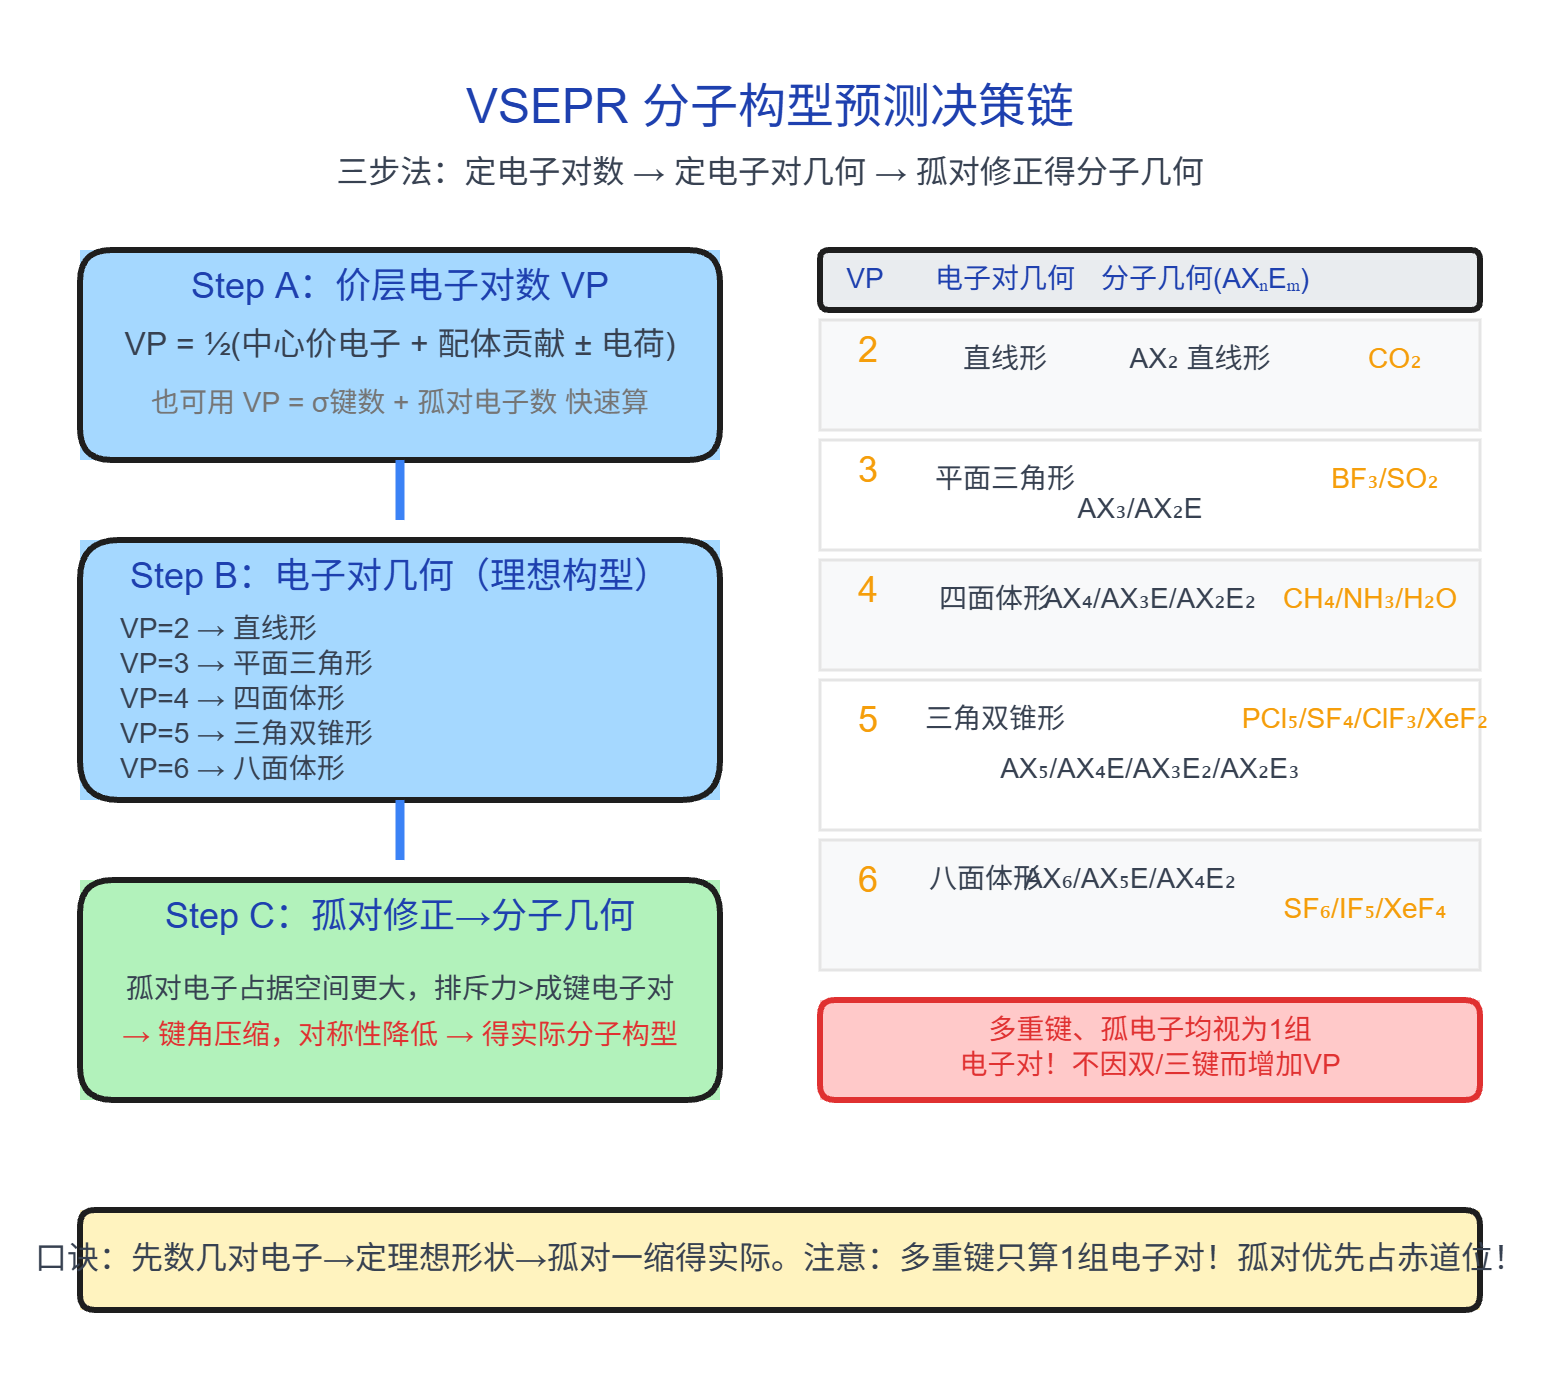 VSEPR 分子构型预测决策链
三步法：定电子对数 → 定电子对几何 → 孤对修正得分子几何
Step A：价层电子对数 VP
VP = ½(中心价电子 + 配体贡献 ± 电荷)
也可用 VP = σ键数 + 孤对电子数 快速算
Step B：电子对几何（理想构型）
VP=2 → 直线形
VP=3 → 平面三角形
VP=4 → 四面体形
VP=5 → 三角双锥形
VP=6 → 八面体形
Step C：孤对修正→分子几何
孤对电子占据空间更大，排斥力>成键电子对
→ 键角压缩，对称性降低 → 得实际分子构型
VP 电子对几何 分子几何(AXₙEₘ)
2 直线形 AX₂ 直线形 CO₂
3 平面三角形 BF₃/SO₂
AX₃/AX₂E
4 四面体形 AX₄/AX₃E/AX₂E₂ CH₄/NH₃/H₂O
5 三角双锥形 PCl₅/SF₄/ClF₃/XeF₂
AX₅/AX₄E/AX₃E₂/AX₂E₃
6 八面体形 AX₆/AX₅E/AX₄E₂
SF₆/IF₅/XeF₄
多重键、孤电子均视为1组
电子对！不因双/三键而增加VP
口诀：先数几对电子→定理想形状→孤对一缩得实际。注意：多重键只算1组电子对！孤对优先占赤道位！